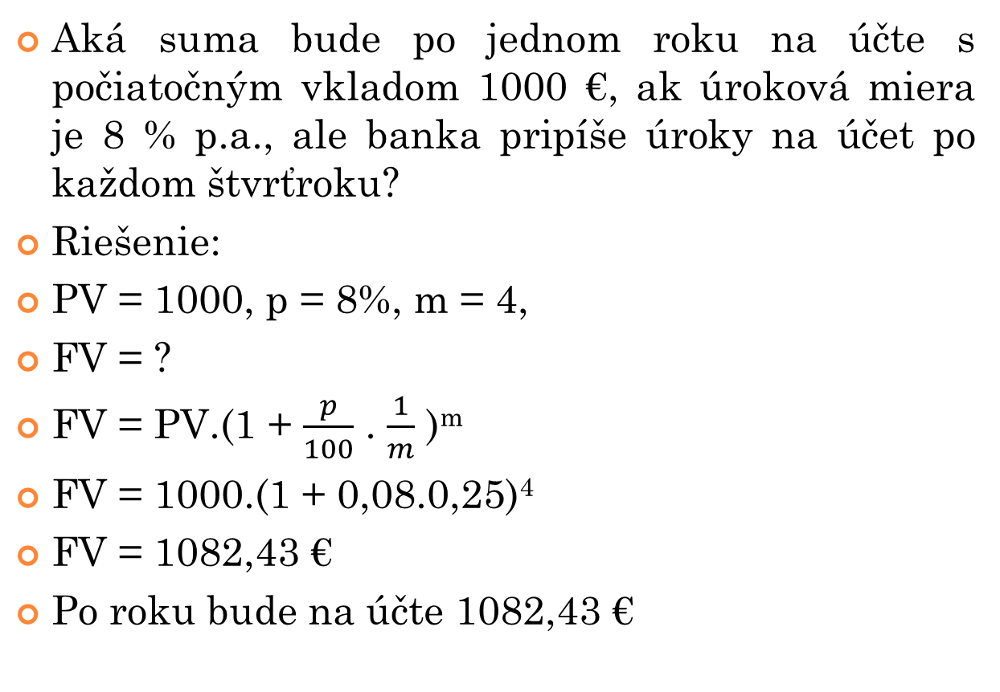 Aká suma bude po jednom roku na účte s
počiatočným vkladom 1000 €, ak úroková miera
je 8 % p.a., ale banka pripíše úroky na účet po
každom štvrťroku?
Riešenie:
PV = 1000, p = 8%, m = 4,
FV = ?
FV = PV.(1 + \frac{p}{100} . \frac{1}{m} )^m
FV = 1000.(1 + 0,08.0,25)⁴
FV = 1082,43 €
Po roku bude na účte 1082,43 €